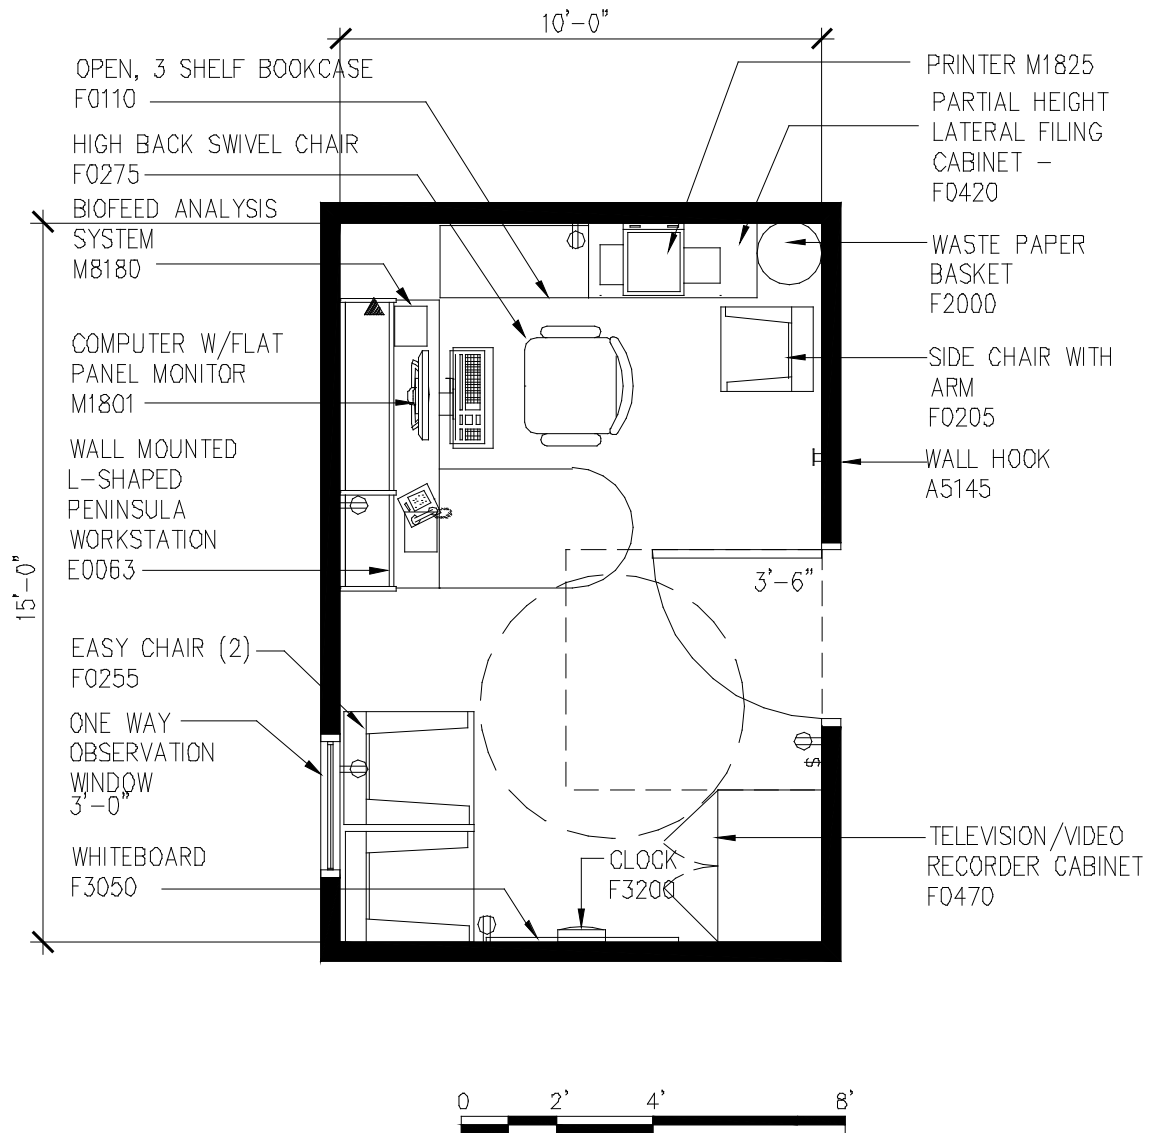 10'-0"
OPEN, 3 SHELF BOOKCASE
F0110
HIGH BACK SWIVEL CHAIR
F0275
BIOFEED ANALYSIS
SYSTEM
M8180
COMPUTER W/FLAT
PANEL MONITOR
M1801
WALL MOUNTED
L-SHAPED
PENINSULA
WORKSTATION
E0063
15'-0"
EASY CHAIR (2)
F0255
ONE WAY
OBSERVATION
WINDOW
3'-0"
WHITEBOARD
F3050
PRINTER M1825
PARTIAL HEIGHT
LATERAL FILING
CABINET -
F0420
WASTE PAPER
BASKET
F2000
SIDE CHAIR WITH
ARM
F0205
WALL HOOK
A5145
3'-6"
S
CLOCK
F3200
TELEVISION/VIDEO
RECORDER CABINET
F0470
0 2' 4' 8'